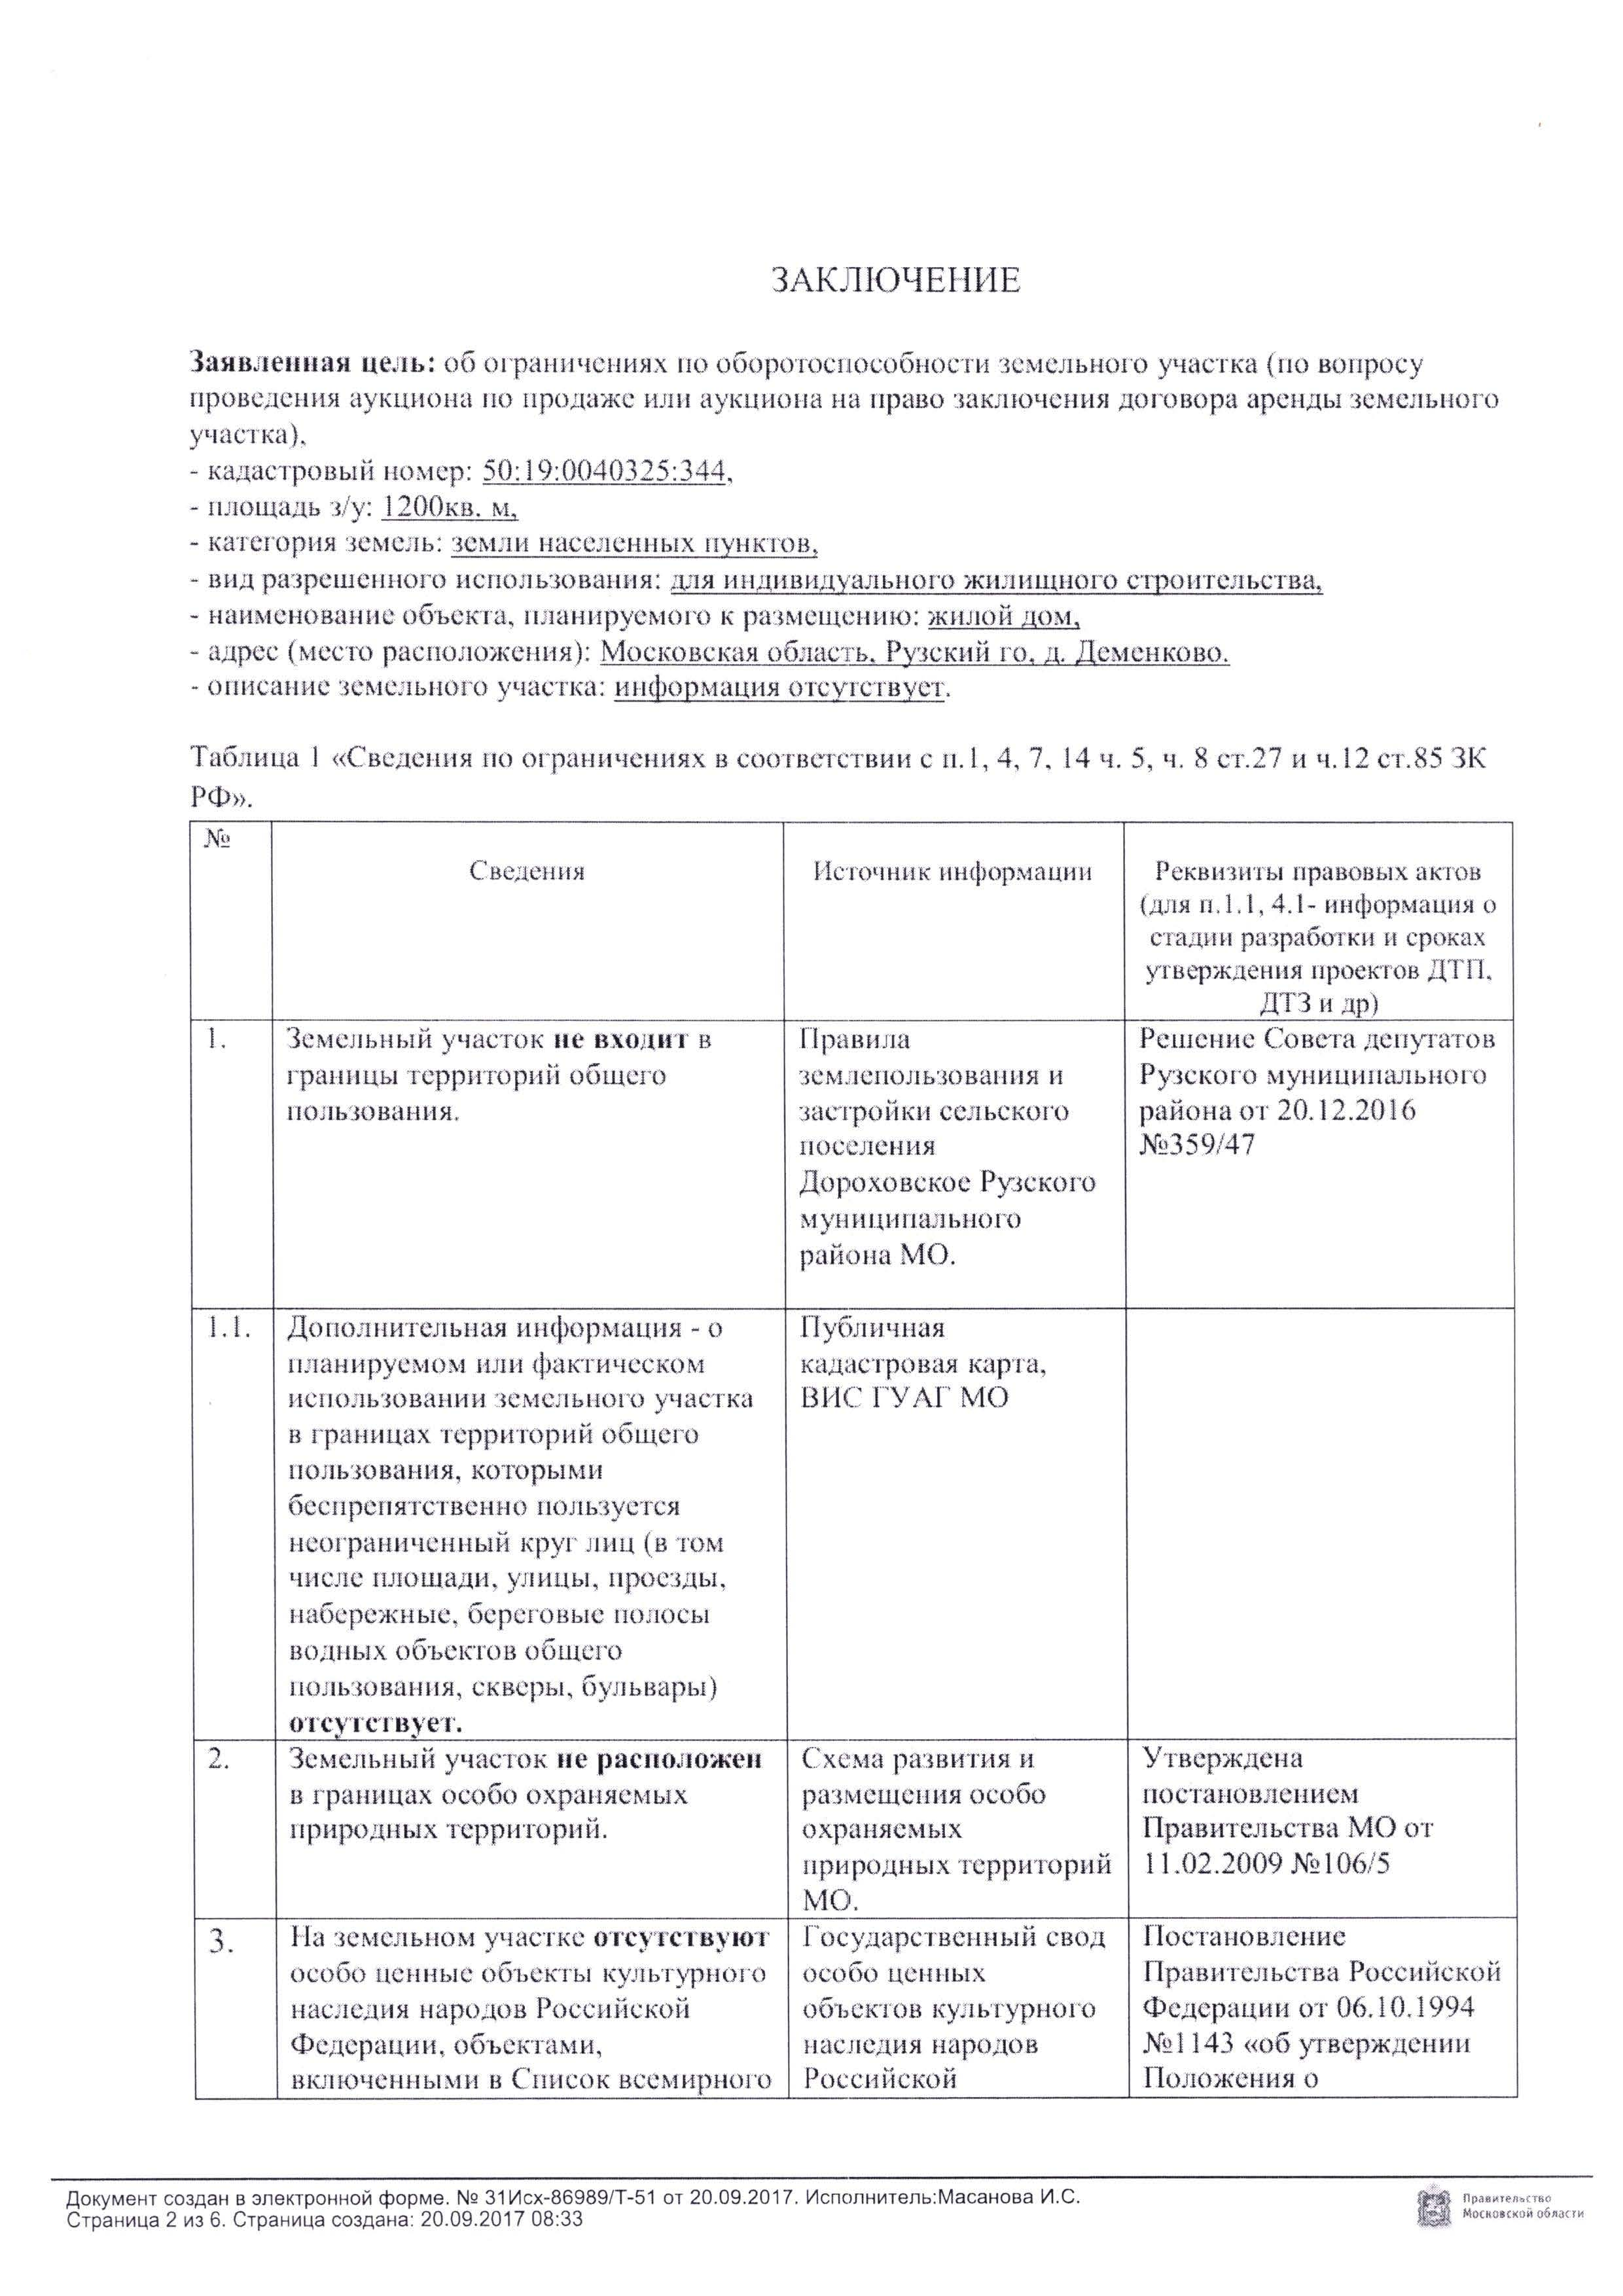 ЗАКЛЮЧЕНИЕ
Заявленная цель: об ограничениях по оборотоспособности земельного участка (по вопросу
проведения аукциона по продаже или аукциона на право заключения договора аренды земельного
участка),
- кадастровый номер: 50:19:0040325:344,
- площадь з/у: 1200кв. м,
- категория земель: земли населенных пунктов,
- вид разрешенного использования: для индивидуального жилищного строительства,
- наименование объекта, планируемого к размещению: жилой дом,
- адрес (место расположения): Московская область, Рузский го, д. Деменково.
- описание земельного участка: информация отсутствует.
Таблица 1 «Сведения по ограничениях в соответствии с п.1, 4, 7, 14 ч. 5, ч. 8 ст.27 и ч.12 ст.85 ЗК
РФ».
№
Сведения
Источник информации
Реквизиты правовых актов
(для п.1.1, 4.1- информация о
стадии разработки и сроках
утверждения проектов ДТП,
ДТЗ и др)
1.
Земельный участок не входит в
границы территорий общего
пользования.
Правила
землепользования и
застройки сельского
поселения
Дороховское Рузского
муниципального
района МО.
Решение Совета депутатов
Рузского муниципального
района от 20.12.2016
№359/47
1.1.
Дополнительная информация - о
планируемом или фактическом
использовании земельного участка
в границах территорий общего
пользования, которыми
беспрепятственно пользуется
неограниченный круг лиц (в том
числе площади, улицы, проезды,
набережные, береговые полосы
водных объектов общего
пользования, скверы, бульвары)
отсутствует.
Публичная
кадастровая карта,
ВИС ГУАГ МО
2.
Земельный участок не расположен
в границах особо охраняемых
природных территорий.
Схема развития и
размещения особо
охраняемых
природных территорий
МО.
Утверждена
постановлением
Правительства МО от
11.02.2009 №106/5
3.
На земельном участке отсутствуют
особо ценные объекты культурного
наследия народов Российской
Федерации, объектами,
включенными в Список всемирного
Государственный свод
особо ценных
объектов культурного
наследия народов
Российской
Постановление
Правительства Российской
Федерации от 06.10.1994
№1143 «об утверждении
Положения о
Документ создан в электронной форме. № 31Исх-86989/Т-51 от 20.09.2017. Исполнитель:Масанова И.С.
Страница 2 из 6. Страница создана: 20.09.2017 08:33
Правительство
Московской области